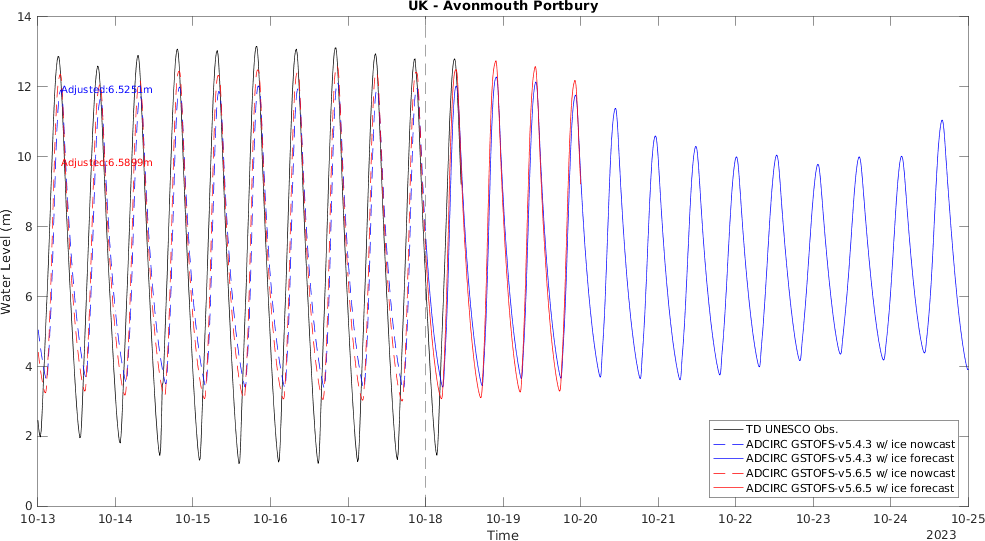 UK - Avonmouth Portbury
14
12
10
8
6
4
2
0
Water Level (m)
Adjusted:6.5251m
Adjusted:6.5899m
TD UNESCO Obs.
ADCIRC GSTOFS-v5.4.3 w/ ice nowcast
ADCIRC GSTOFS-v5.4.3 w/ ice forecast
ADCIRC GSTOFS-v5.6.5 w/ ice nowcast
ADCIRC GSTOFS-v5.6.5 w/ ice forecast
10-13 10-14 10-15 10-16 10-17 10-18 10-19 10-20 10-21 10-22 10-23 10-24 10-25
Time
2023